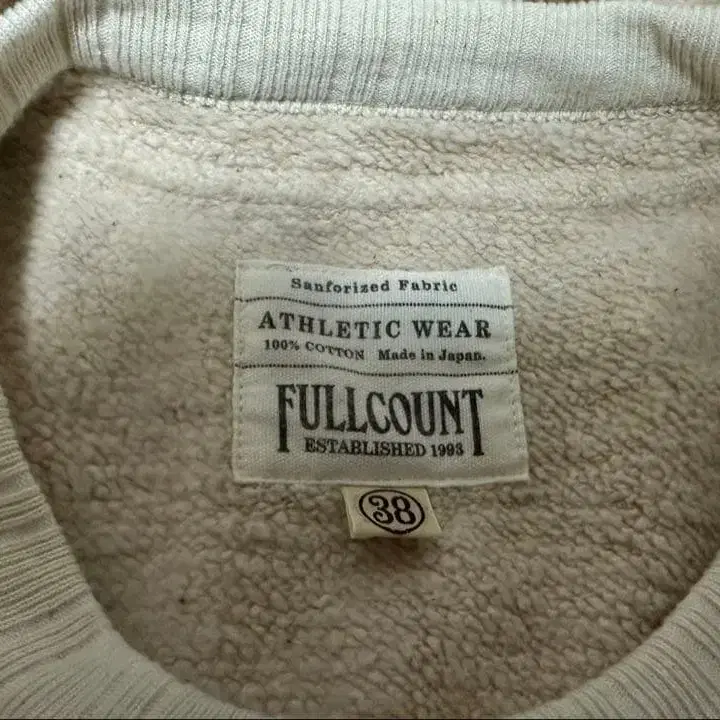 Sanforized Fabric
ATHLETIC WEAR
100% COTTON Made in Japan.
FULLCOUNT
ESTABLISHED 1993
38